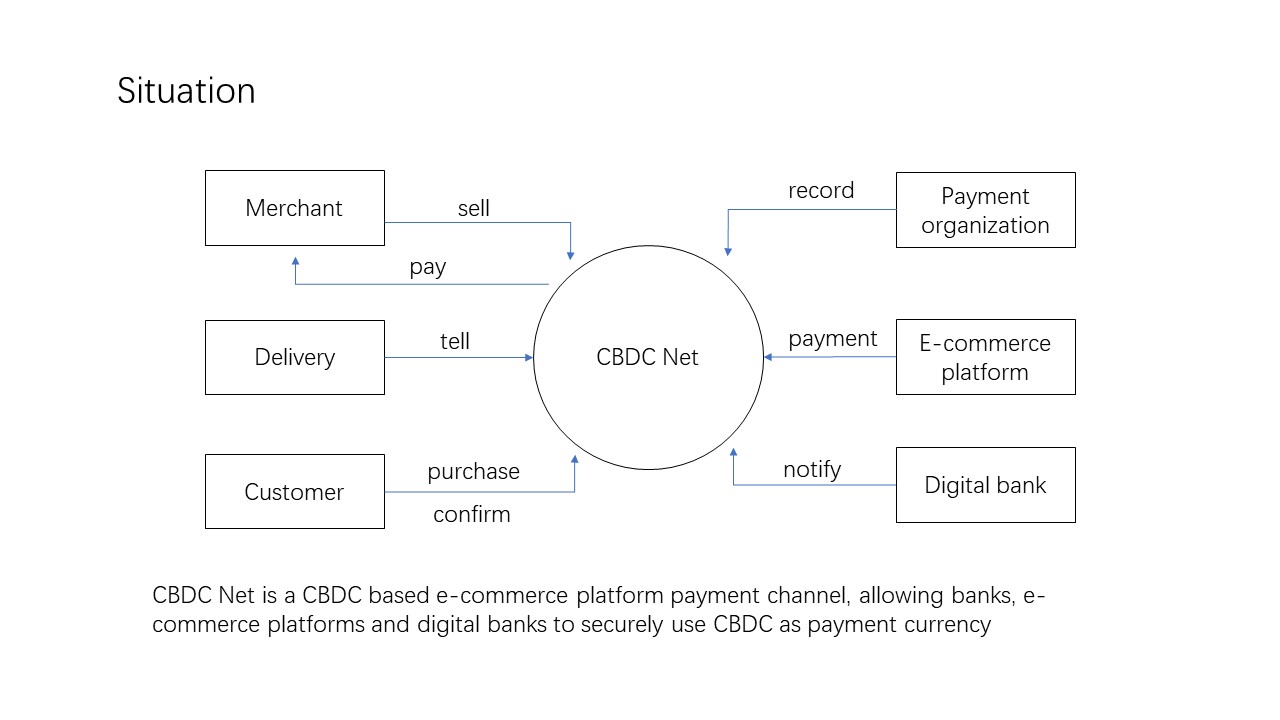 Situation
Merchant
sell
pay
record
Payment
organization
Delivery
tell
CBDC Net
payment
E-commerce
platform
Customer
purchase
confirm
notify
Digital bank
CBDC Net is a CBDC based e-commerce platform payment channel, allowing banks, e-
commerce platforms and digital banks to securely use CBDC as payment currency